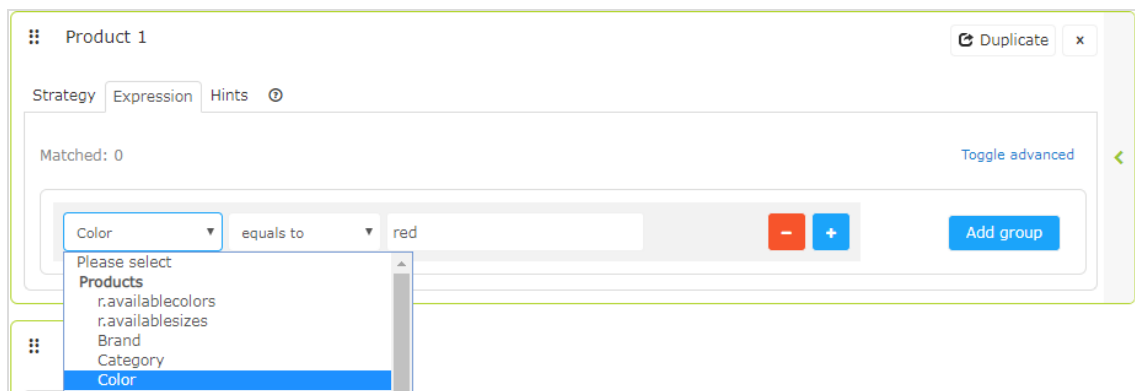 Product 1
Duplicate x
Strategy Expression Hints ?
Matched: 0
Toggle advanced
Color equals to red - + Add group
Please select
Products
r.availablecolors
r.availablesizes
Brand
Category
Color